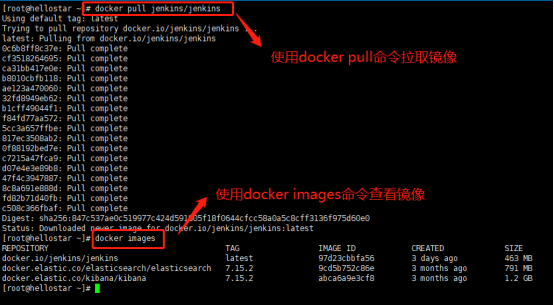 [root@hellostar ~]# docker pull jenkins/jenkins
Using default tag: latest
Trying to pull repository docker.io/jenkins/jenkins ...
latest: Pulling from docker.io/jenkins/jenkins
0c6b8ff8c37e: Pull complete
cf3518264695: Pull complete
ca31bb417e0e: Pull complete
b8010cbfb118: Pull complete
ae123a470060: Pull complete
32fd8949eb62: Pull complete
b1cff49044f1: Pull complete
f84fd77aa572: Pull complete
5cc3a657ffbe: Pull complete
817ec3508ab2: Pull complete
0f88192bed7e: Pull complete
c7215a47fca9: Pull complete
d07e4e3e89b8: Pull complete
47f4c3947887: Pull complete
8c8a691e888d: Pull complete
fd82b71d40fb: Pull complete
c508c366fbaf: Pull complete
使用docker pull命令拉取镜像
使用docker images命令查看镜像
Status: Downloaded newer image for docker.io/jenkins/jenkins:latest
[root@hellostar ~]# docker images
REPOSITORY TAG IMAGE ID CREATED SIZE
docker.io/jenkins/jenkins latest 97d23cbbfa56 3 days ago 463 MB
docker.elastic.co/elasticsearch/elasticsearch 7.15.2 9cd5b752c86e 3 months ago 791 MB
docker.elastic.co/kibana/kibana 7.15.2 abca6a9e3cf8 3 months ago 1.2 GB
[root@hellostar ~]#